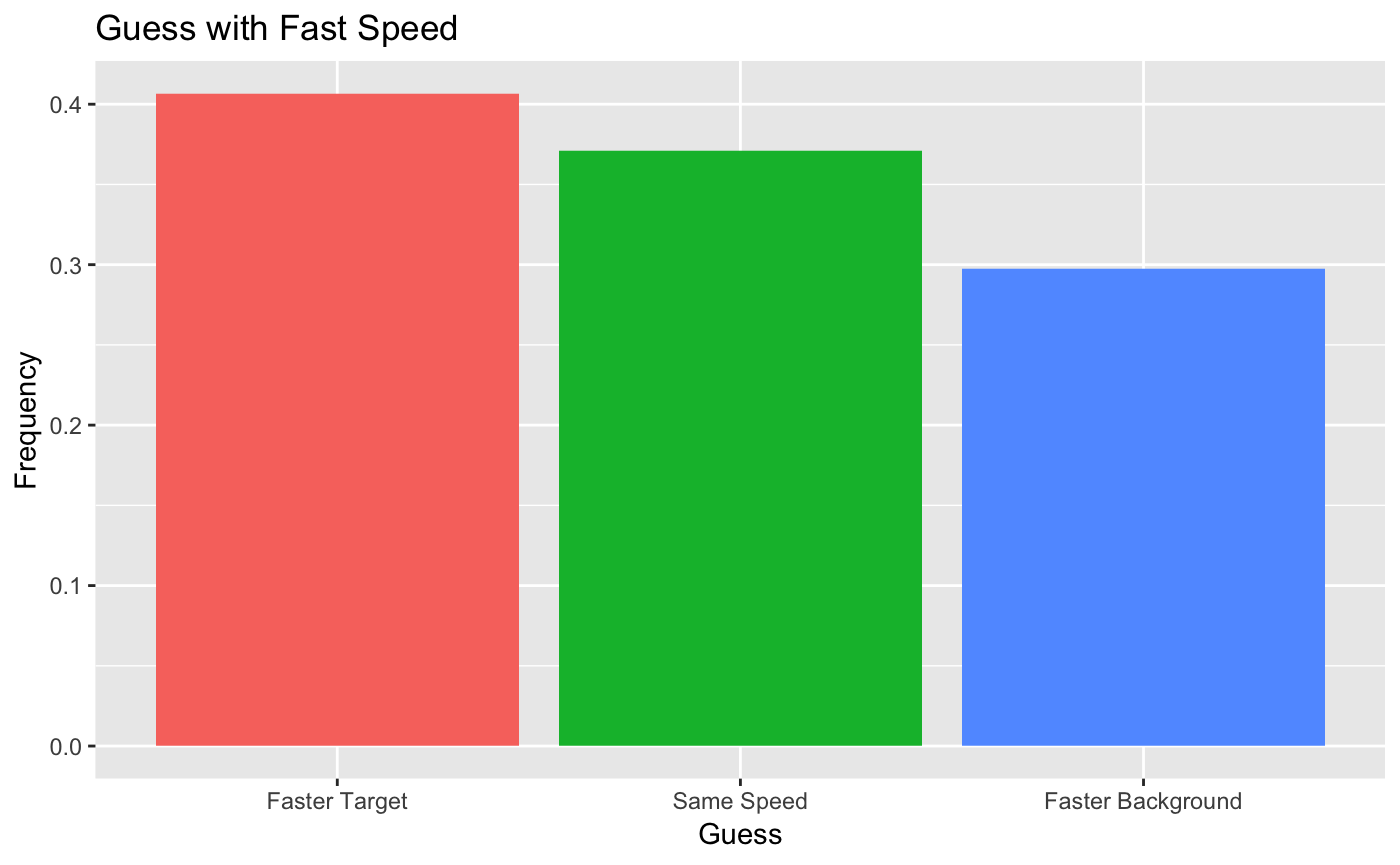 Guess with Fast Speed
0.4
0.3
0.2
0.1
0.0
Frequency
Faster Target
Same Speed
Faster Background
Guess